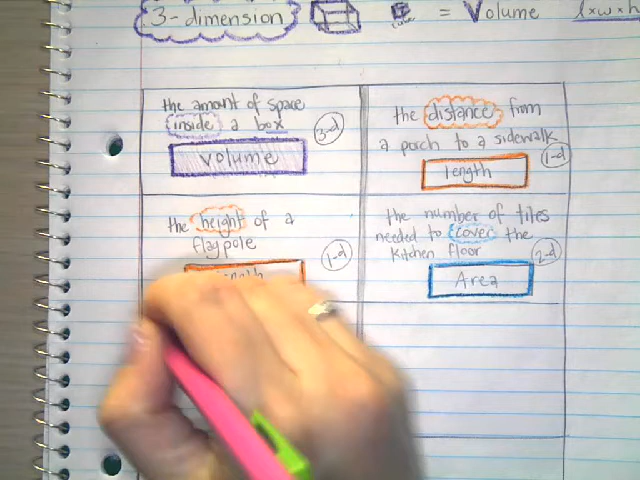 3-dimension
= Volume
l x w x h
the amount of space
inside a box
3-d
volume
the distance from
a porch to a sidewalk
1-d
length
the height of a
flagpole
1-d
the number of tiles
needed to cover the
kitchen floor
2-d
Area